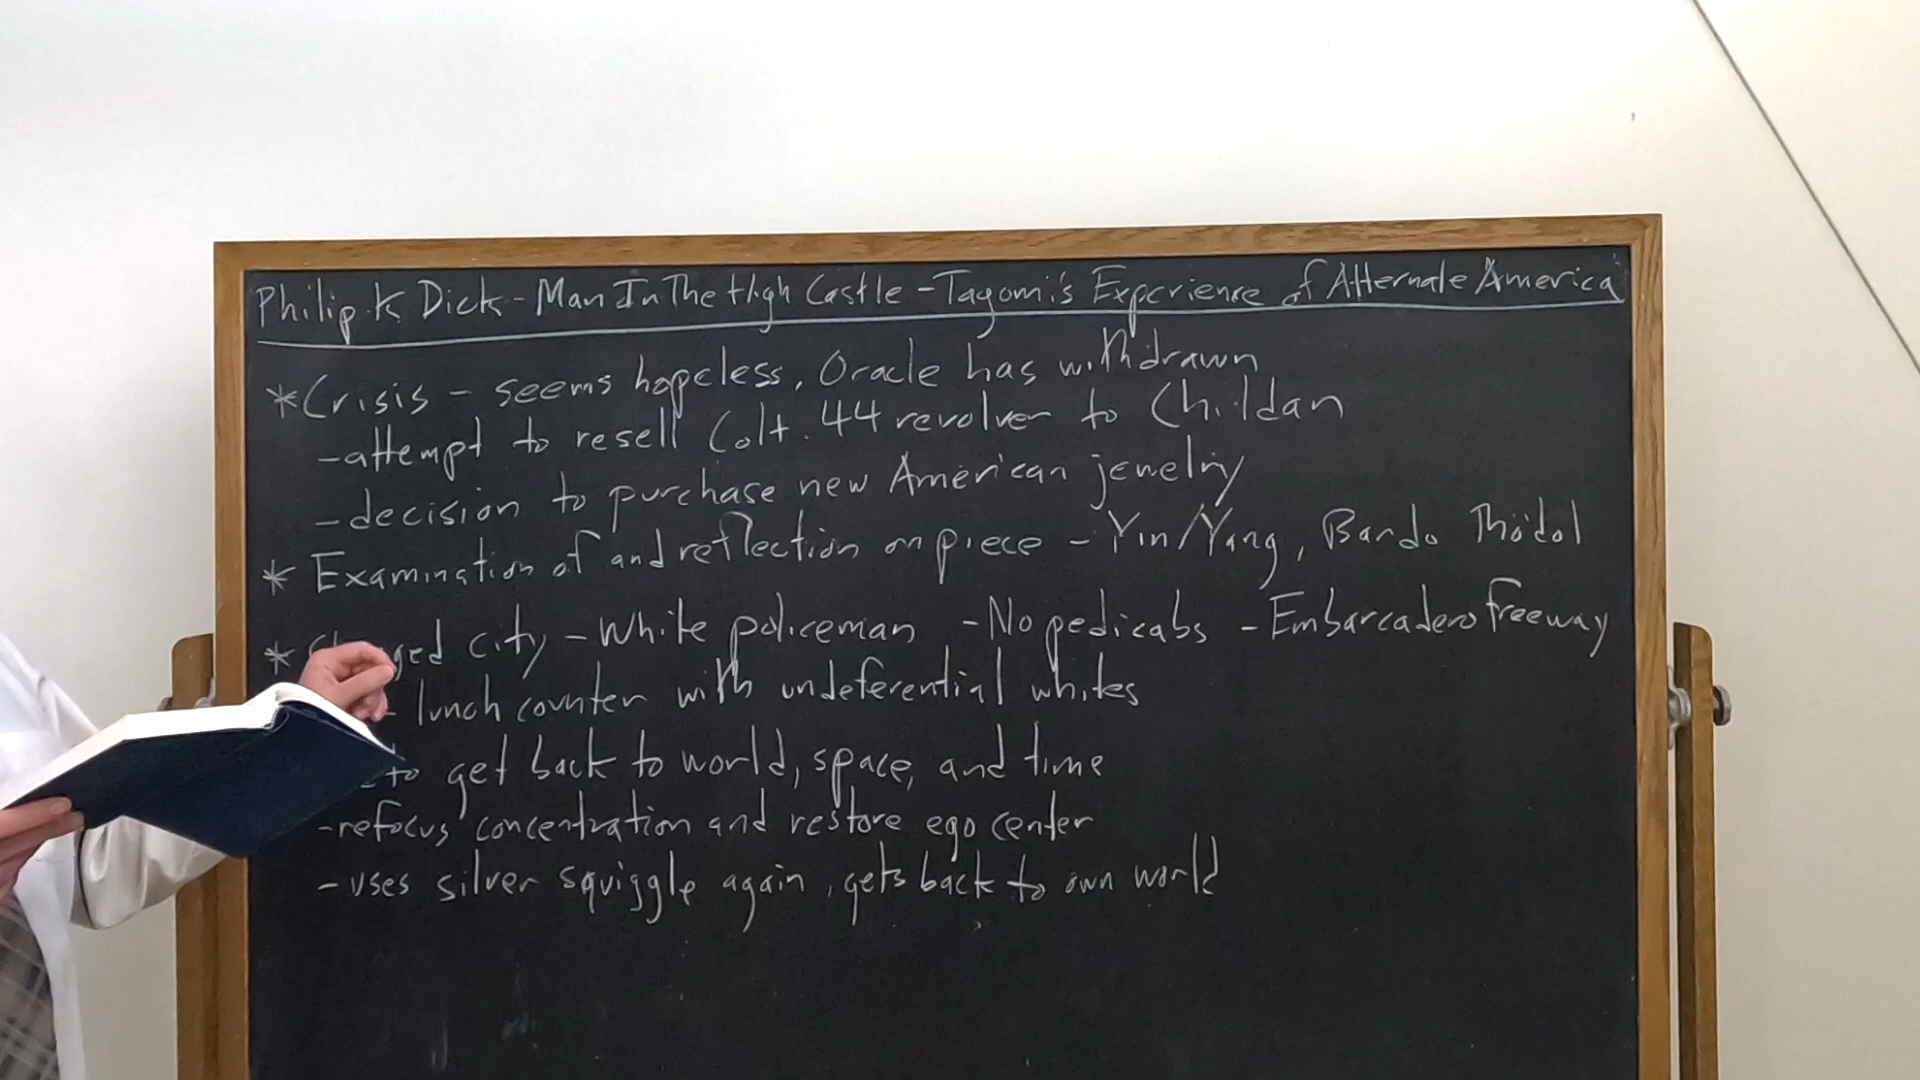 Philip K Dick - Man In The High Castle - Tagomi's Experience of Alternate America
* Crisis - seems hopeless, Oracle has withdrawn
- attempt to resell Colt .44 revolver to Childan
- decision to purchase new American jewelry
* Examination of and reflection on piece - Yin/Yang, Bardo Thödol
* city - White policeman - No pedicabs - Embarcadero freeway
- lunch counter with undeferential whites
to get back to world, space, and time
- refocus concentration and restore ego center
- uses silver squiggle again, gets back to own world